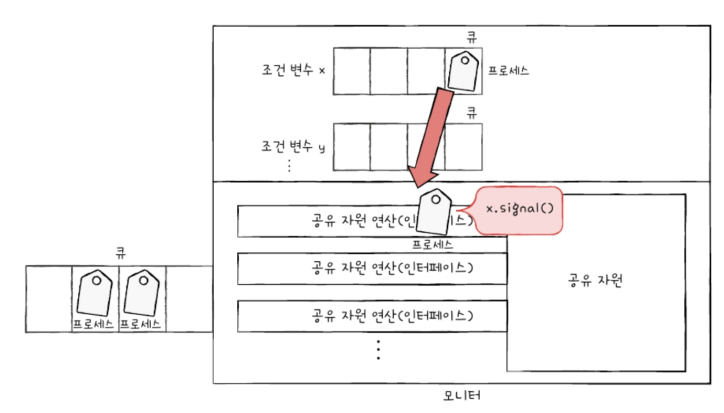 큐
조건 변수 x
프로세스
큐
조건 변수 y
⋮
x.signal()
공유 자원 연산(인 스)
프로세스
큐
공유 자원 연산(인터페이스)
공유 자원
프로세스 프로세스
공유 자원 연산(인터페이스)
⋮
모니터